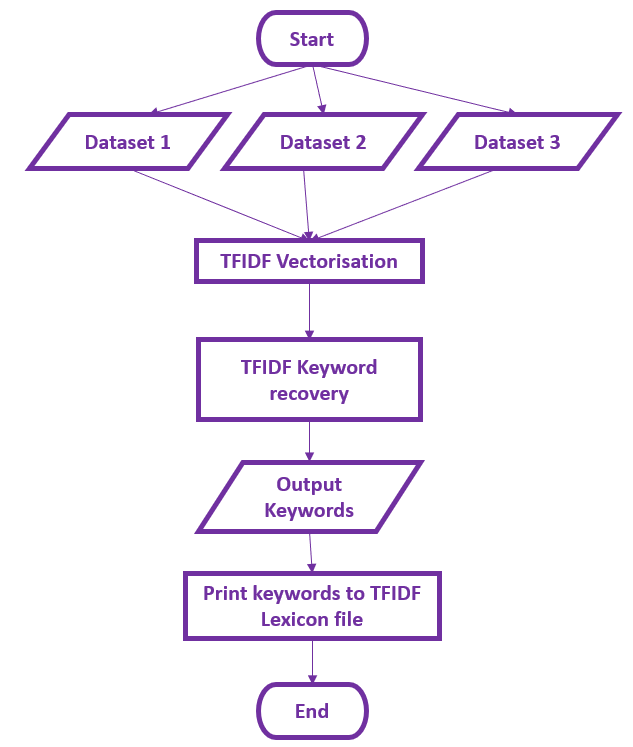 Start
Dataset 1
Dataset 2
Dataset 3
TFIDF Vectorisation
TFIDF Keyword
recovery
Output
Keywords
Print keywords to TFIDF
Lexicon file
End